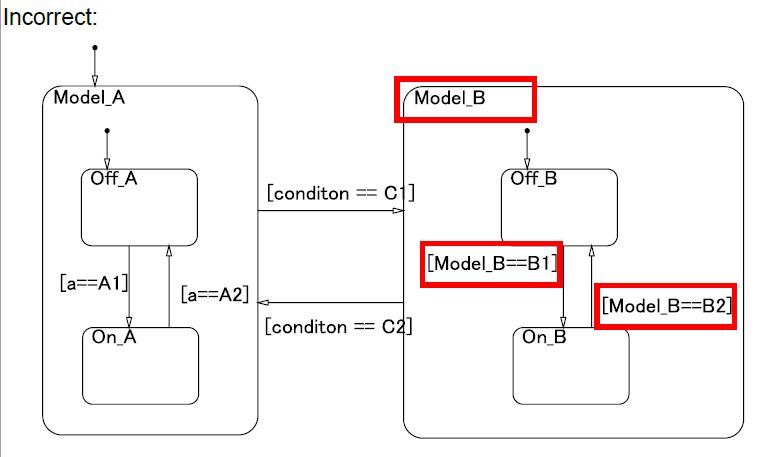 Incorrect:
Model_A
Model_B
Off_A
Off_B
[conditon == C1]
[Model_B==B1]
[a==A1]
[a==A2]
[Model_B==B2]
[conditon == C2]
On_A
On_B